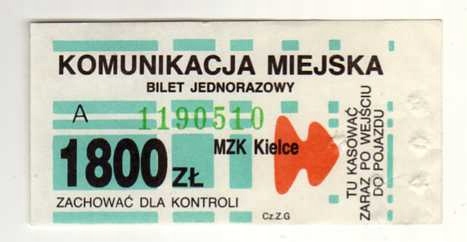 KOMUNIKACJA MIEJSKA
BILET JEDNORAZOWY
A
1190510
MZK Kielce
1800 ZŁ
ZACHOWAĆ DLA KONTROLI
Cz.Z.G
TU KASOWAĆ
ZARAZ PO WEJŚCIU
DO POJAZDU